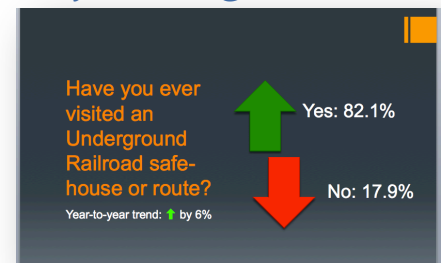 Have you ever
visited an
Underground
Railroad safe-
house or route?
Year-to-year trend: by 6%
Yes: 82.1%
No: 17.9%